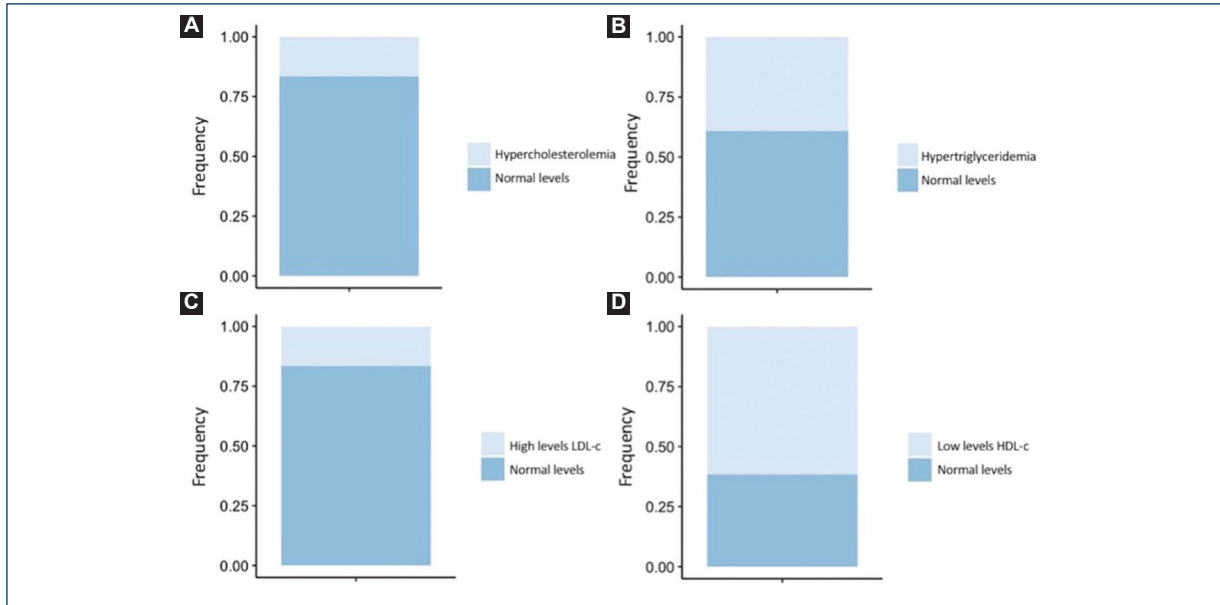 A
1.00
0.75
0.50
0.25
0.00
Frequency
Hypercholesterolemia
Normal levels
B
1.00
0.75
0.50
0.25
0.00
Frequency
Hypertriglyceridemia
Normal levels
C
1.00
0.75
0.50
0.25
0.00
Frequency
High levels LDL-c
Normal levels
D
1.00
0.75
0.50
0.25
0.00
Frequency
Low levels HDL-c
Normal levels